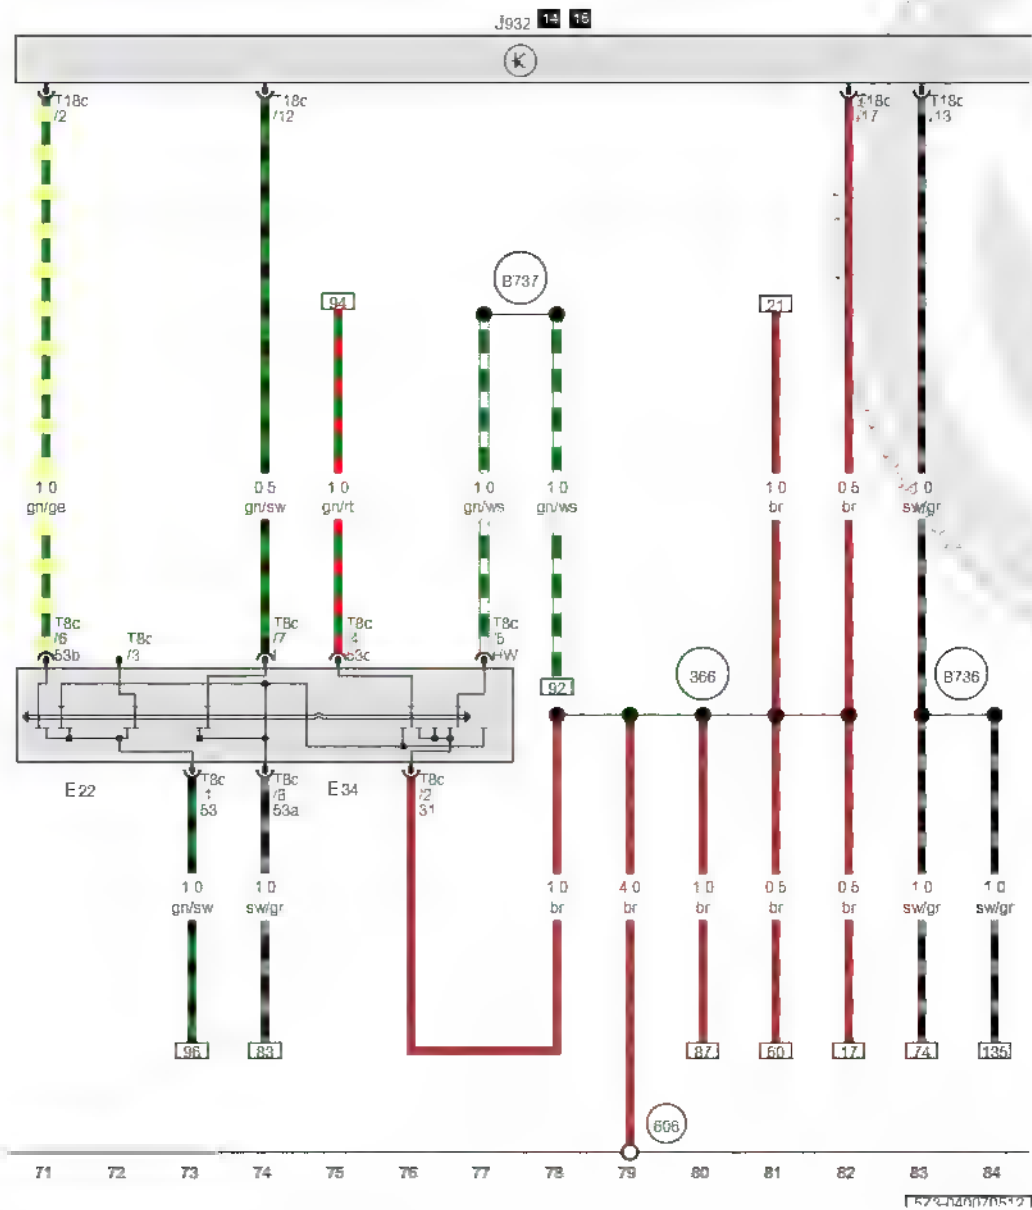 J932 14 16
K
T18c T18c T18c T18c
/2 /12 /17 /13
B737
94 21
1.0 0.5 1.0 1.0 1.0 1.0 0.5 1.0
gn/ge gn/sw gn/rt gn/ws gn/ws br br sw/gr
T8c T8c T8c T8c T8c
/6 /3 /7 /4 /5
53b 53c HW
366 B736
92
E22 E34
T8c T8c T8c
/8 /2
53 53a 31
1.0 1.0 1.0 4.0 1.0 0.5 0.5 1.0 1.0
gn/sw sw/gr br br br br br sw/gr sw/gr
96 83 87 60 17 74 135
606
71 72 73 74 75 76 77 78 79 80 81 82 83 84